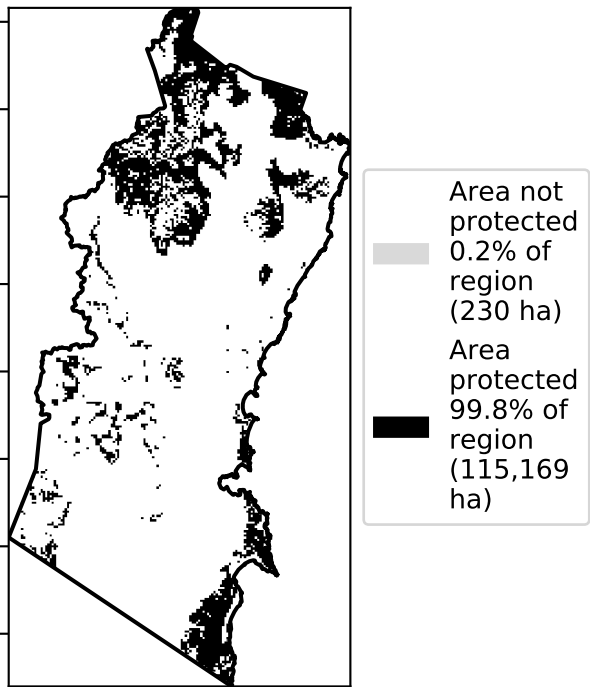 Area not
protected
0.2% of
region
(230 ha)
Area
protected
99.8% of
region
(115,169
ha)